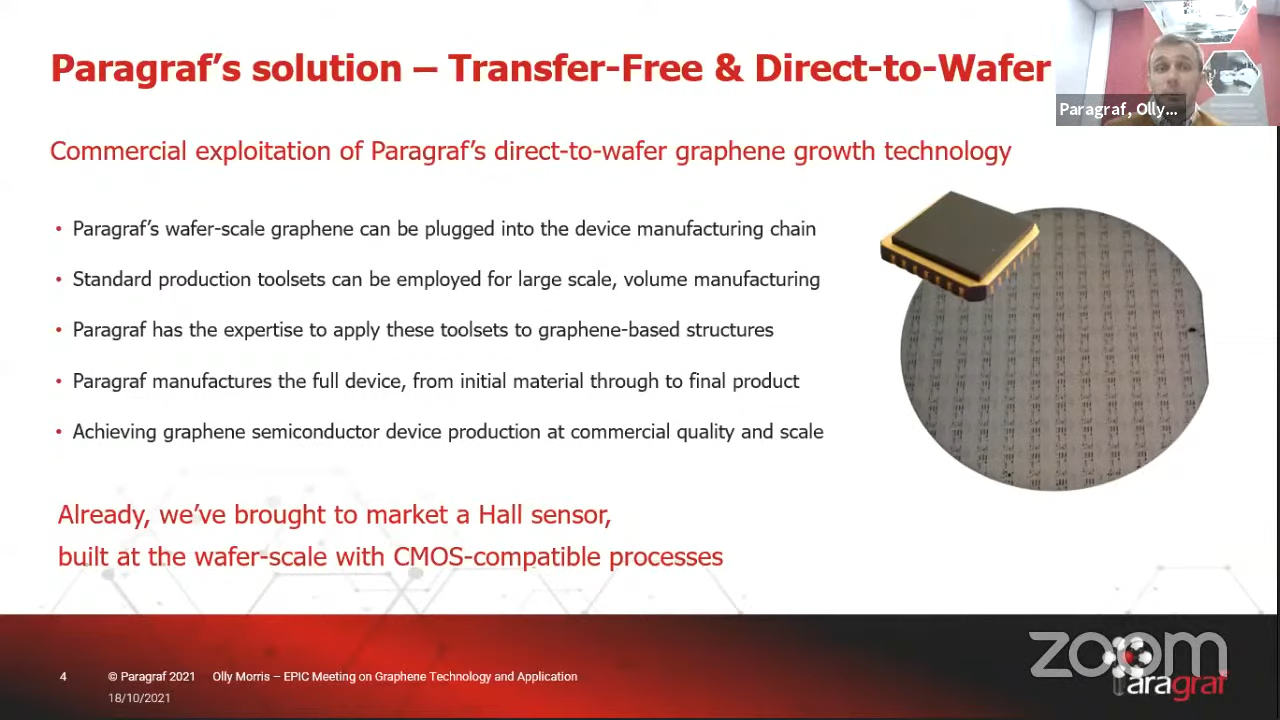 Paragraf’s solution – Transfer-Free & Direct-to-Wafer
Paragraf, Olly...
Commercial exploitation of Paragraf’s direct-to-wafer graphene growth technology
• Paragraf’s wafer-scale graphene can be plugged into the device manufacturing chain
• Standard production toolsets can be employed for large scale, volume manufacturing
• Paragraf has the expertise to apply these toolsets to graphene-based structures
• Paragraf manufactures the full device, from initial material through to final product
• Achieving graphene semiconductor device production at commercial quality and scale
Already, we’ve brought to market a Hall sensor,
built at the wafer-scale with CMOS-compatible processes
zoom
Paragraf
4 © Paragraf 2021 Olly Morris – EPIC Meeting on Graphene Technology and Application
18/10/2021